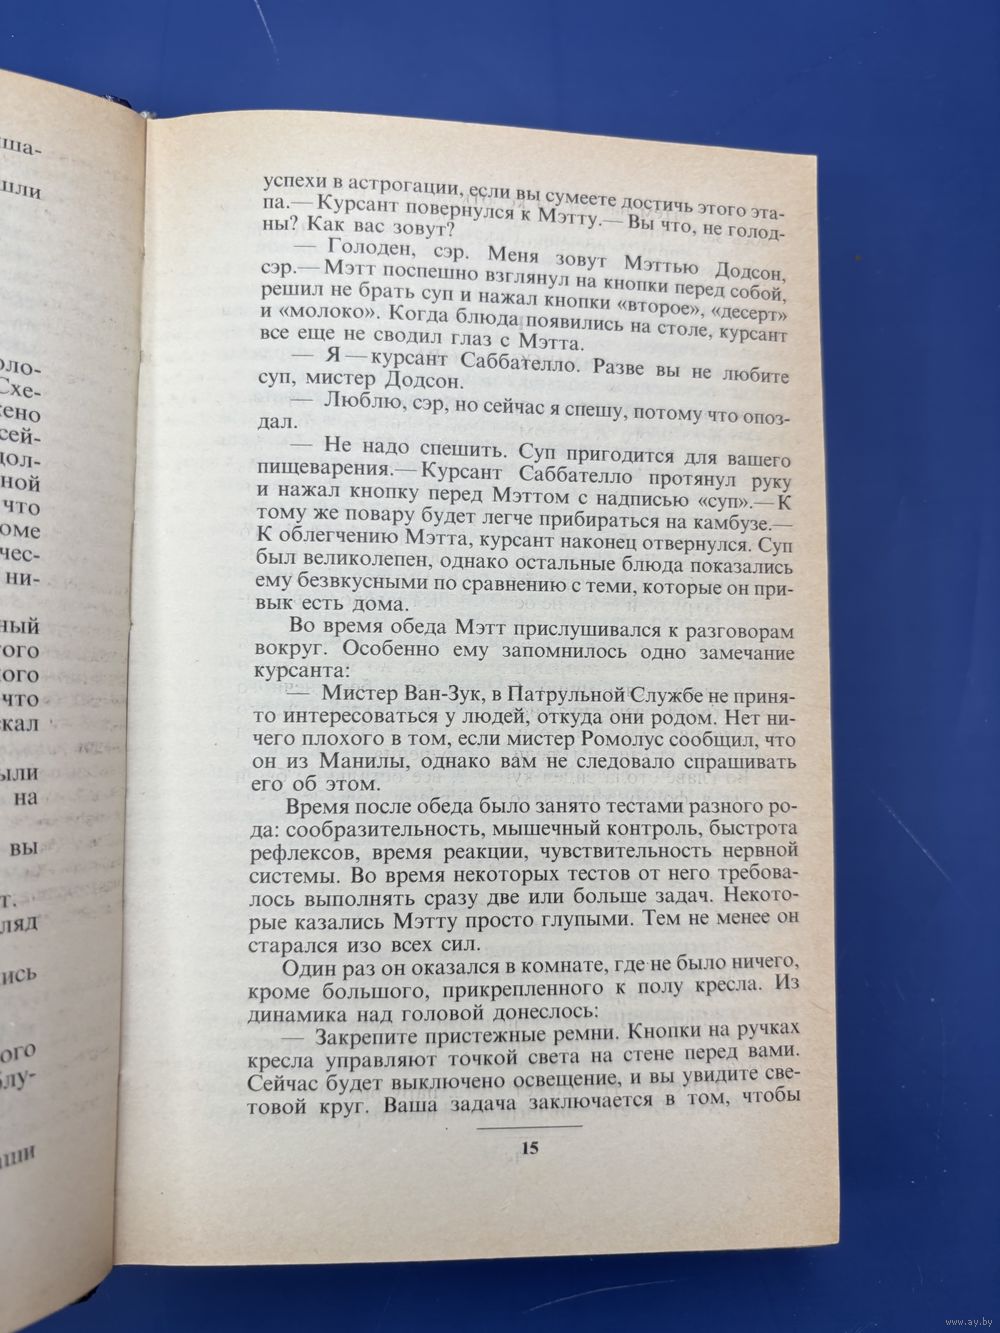 успехи в астрогации, если вы сумеете достичь этого эта-
па.— Курсант повернулся к Мэтту.— Вы что, не голод-
ны? Как вас зовут?
— Голоден, сэр. Меня зовут Мэттью Додсон,
сэр.— Мэтт поспешно взглянул на кнопки перед собой,
решил не брать суп и нажал кнопки «второе», «десерт»
и «молоко». Когда блюда появились на столе, курсант
все еще не сводил глаз с Мэтта.
— Я — курсант Саббателло. Разве вы не любите
суп, мистер Додсон.
— Люблю, сэр, но сейчас я спешу, потому что опоз-
дал.
— Не надо спешить. Суп пригодится для вашего
пищеварения.— Курсант Саббателло протянул руку
и нажал кнопку перед Мэттом с надписью «суп».— К
тому же повару будет легче прибираться на камбузе.—
К облегчению Мэтта, курсант наконец отвернулся. Суп
был великолепен, однако остальные блюда показались
ему безвкусными по сравнению с теми, которые он при-
вык есть дома.
Во время обеда Мэтт прислушивался к разговорам
вокруг. Особенно ему запомнилось одно замечание
курсанта:
— Мистер Ван-Зук, в Патрульной Службе не приня-
то интересоваться у людей, откуда они родом. Нет ни-
чего плохого в том, если мистер Ромолус сообщил, что
он из Манилы, однако вам не следовало спрашивать
его об этом.
Время после обеда было занято тестами разного ро-
да: сообразительность, мышечный контроль, быстрота
рефлексов, время реакции, чувствительность нервной
системы. Во время некоторых тестов от него требова-
лось выполнять сразу две или больше задач. Некото-
рые казались Мэтту просто глупыми. Тем не менее он
старался изо всех сил.
Один раз он оказался в комнате, где не было ничего,
кроме большого, прикрепленного к полу кресла. Из
динамика над головой донеслось:
— Закрепите пристежные ремни. Кнопки на ручках
кресла управляют точкой света на стене перед вами.
Сейчас будет выключено освещение, и вы увидите све-
товой круг. Ваша задача заключается в том, чтобы
15
www.ay.by